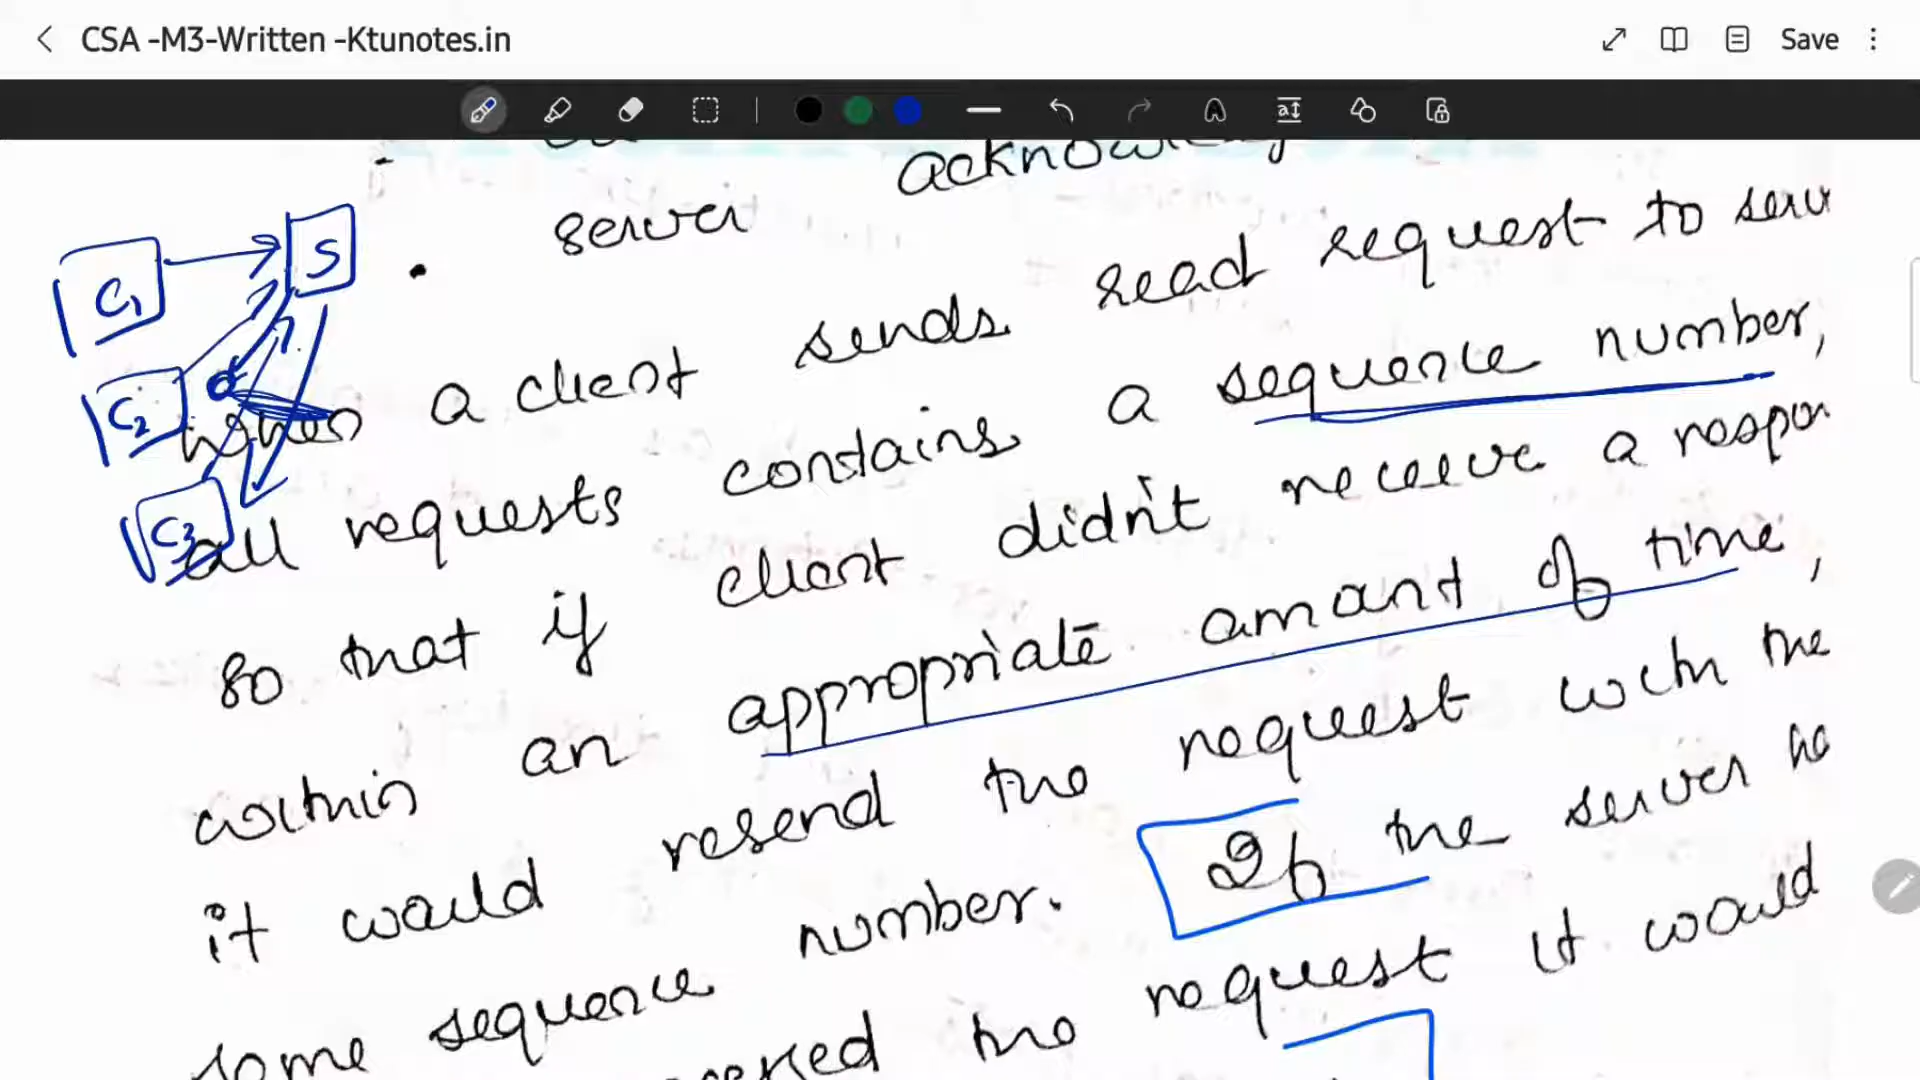 CSA -M3-Written -Ktunotes.in
Save
server
C1
S
C2
C3
when a client sends read request to serv
all requests contains a sequence number,
so that if client didn't receive a respon
within an appropriate amount of time,
it would resend the request with the
same sequence number. If the server ha
the request it would